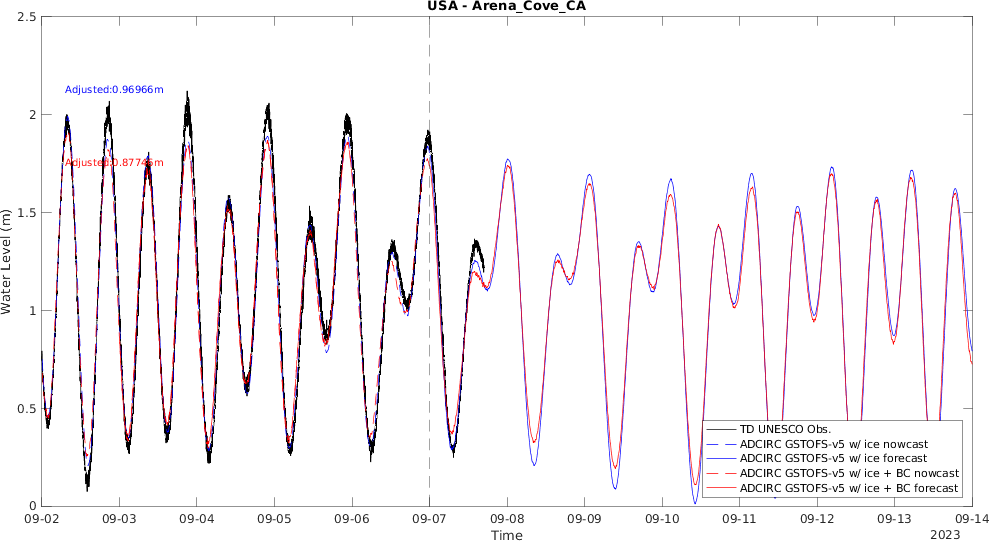 USA - Arena_Cove_CA
2.5
2
1.5
1
0.5
0
Water Level (m)
Adjusted:0.96966m
Adjusted:0.87745m
TD UNESCO Obs.
ADCIRC GSTOFS-v5 w/ ice nowcast
ADCIRC GSTOFS-v5 w/ ice forecast
ADCIRC GSTOFS-v5 w/ ice + BC nowcast
ADCIRC GSTOFS-v5 w/ ice + BC forecast
09-02 09-03 09-04 09-05 09-06 09-07 09-08 09-09 09-10 09-11 09-12 09-13 09-14
Time
2023